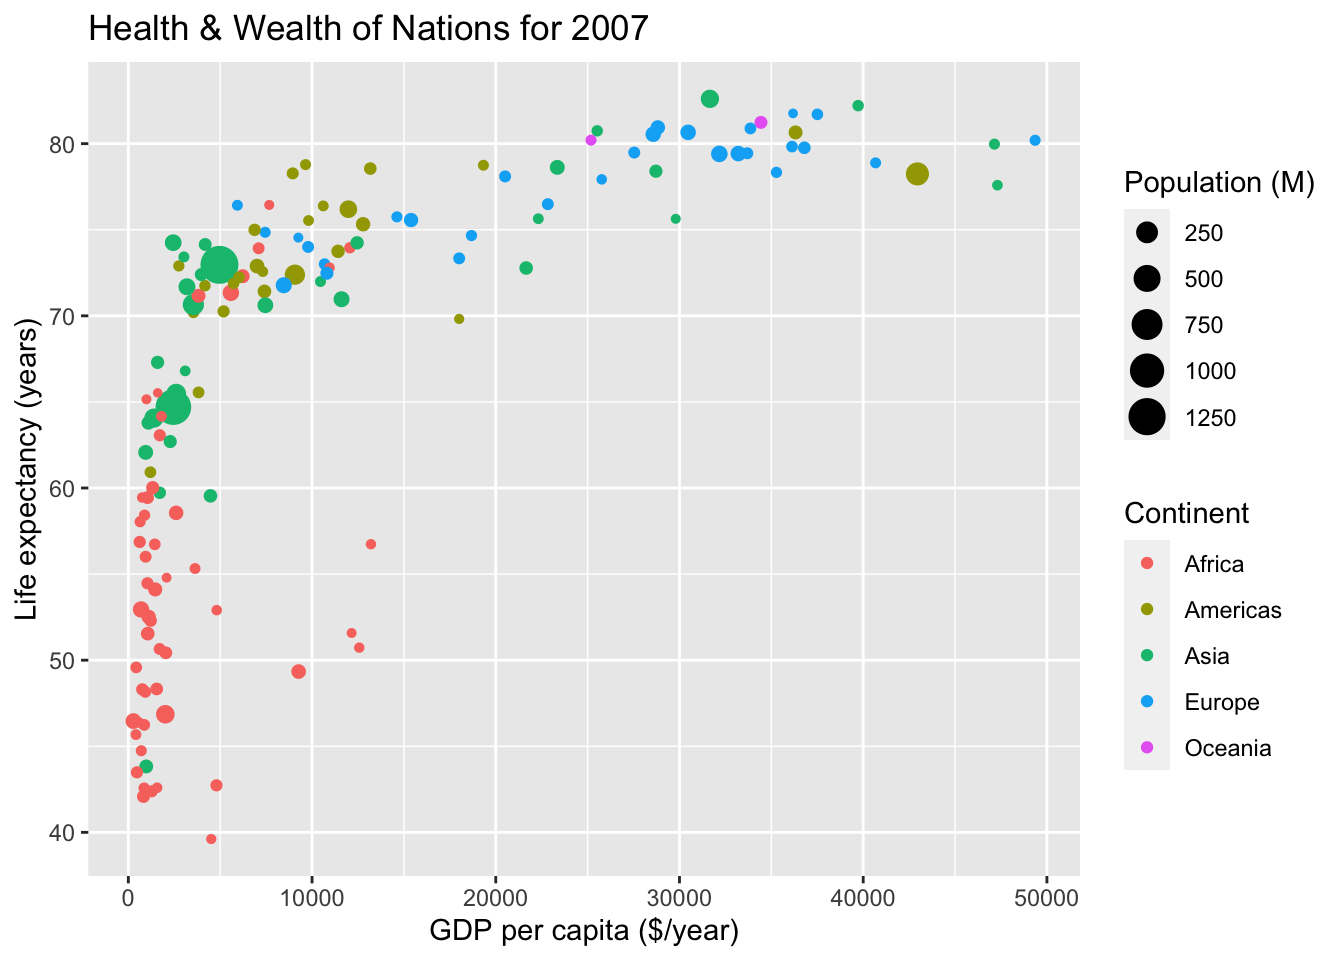 Health & Wealth of Nations for 2007
Life expectancy (years)
80
70
60
50
40
0 10000 20000 30000 40000 50000
GDP per capita ($/year)
Population (M)
250
500
750
1000
1250
Continent
Africa
Americas
Asia
Europe
Oceania